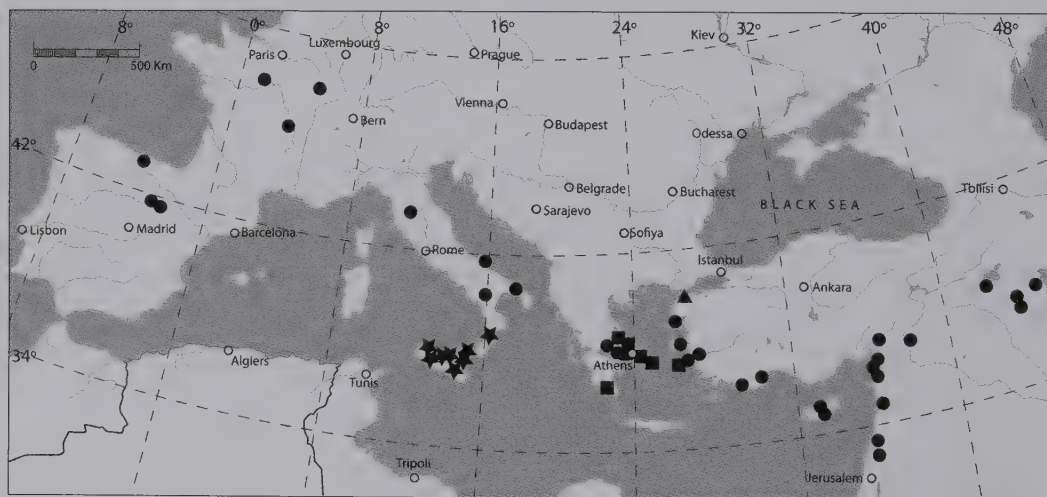 8° 0° 8° 16° 24° 32° 40° 48°
Kiev
Paris Luxembourg Prague
0 500 Km
Vienna
Bern Budapest Odessa
42°
Belgrade Bucharest Tbilisi
Sarajevo BLACK SEA
Lisbon Madrid Barcelona Rome Sofiya
Istanbul
Ankara
34°
Algiers Athens
Tunis
Tripoli
Jerusalem